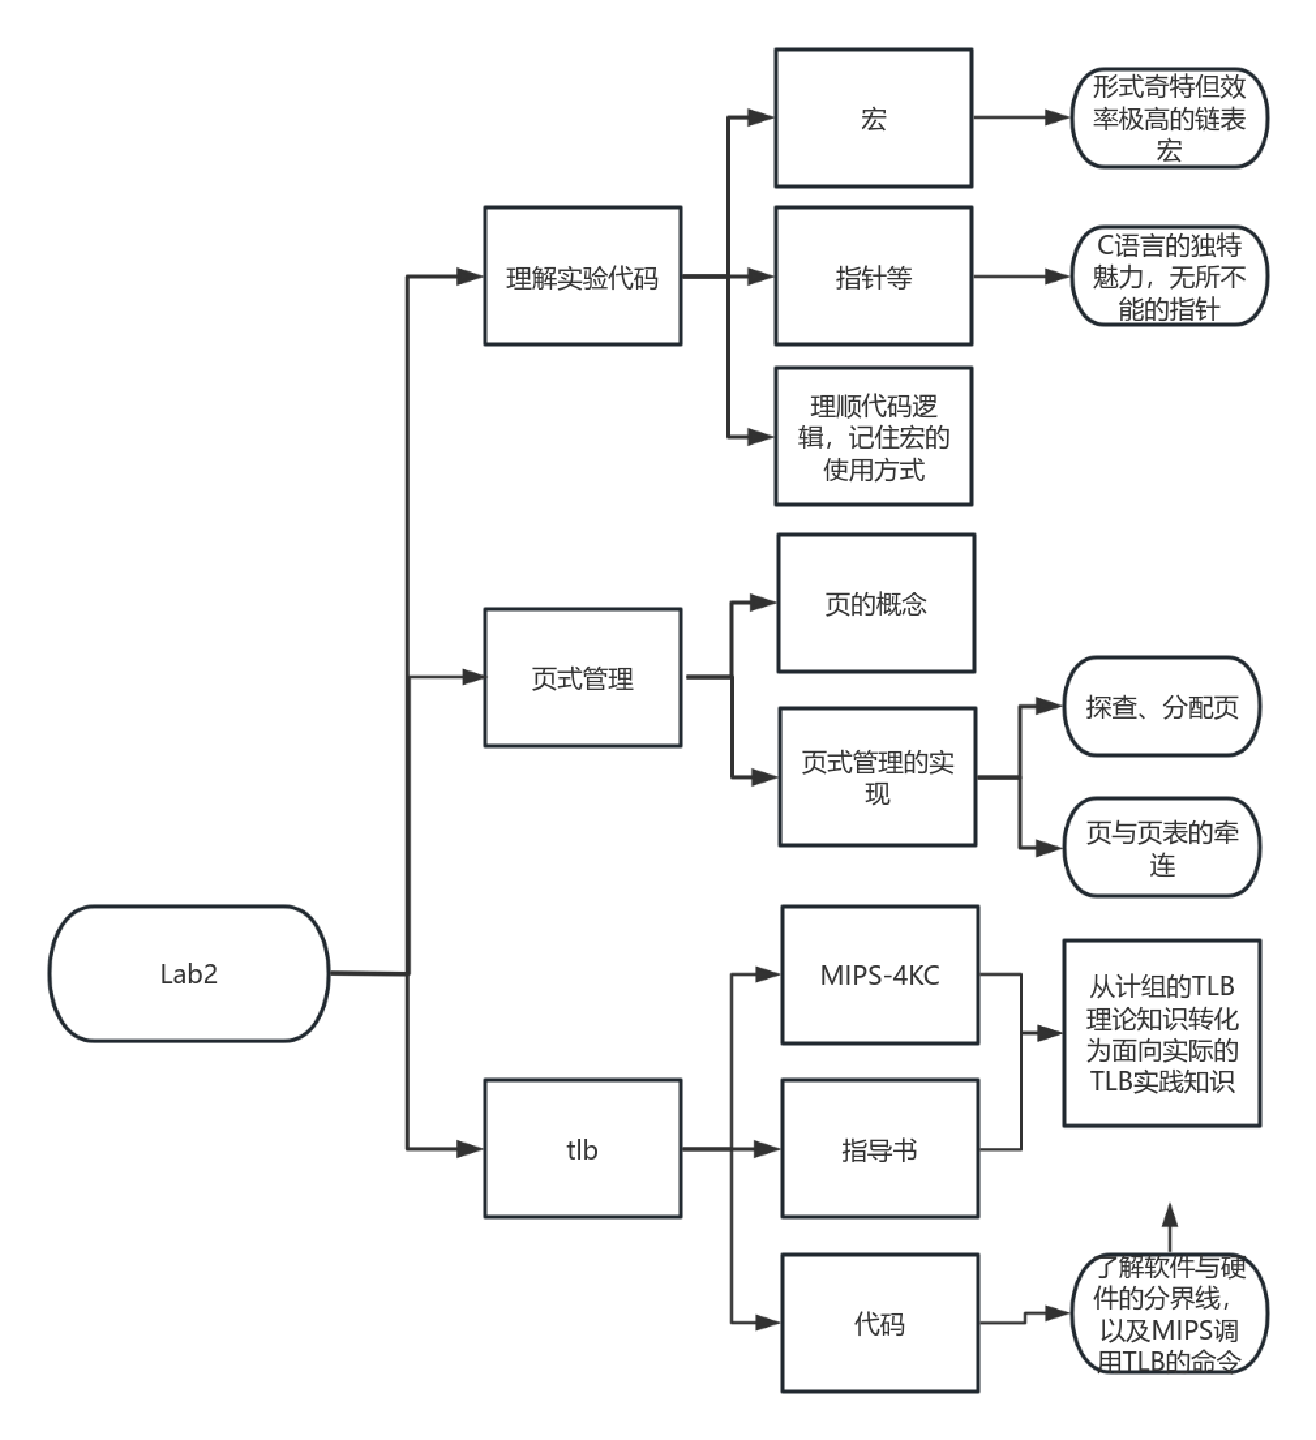 宏
形式奇特但效
率极高的链表
宏
理解实验代码
指针等
C语言的独特
魅力，无所不
能的指针
理顺代码逻
辑，记住宏的
使用方式
页式管理
页的概念
页式管理的实
现
探查、分配页
页与页表的牵
连
Lab2
tlb
MIPS-4KC
指导书
从计组的TLB
理论知识转化
为面向实际的
TLB实践知识
代码
了解软件与硬
件的分界线，
以及MIPS调
用TLB的命令